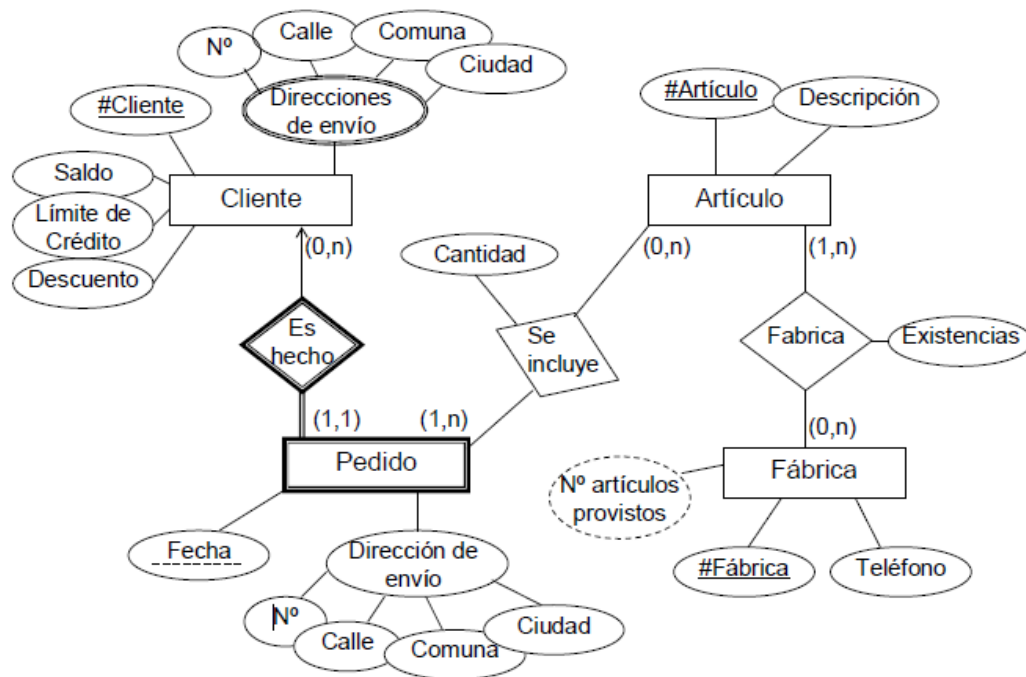 Nº
Calle
Comuna
Ciudad
Direcciones
de envío
#Cliente
Saldo
Límite de
Crédito
Descuento
Cliente
(0,n)
Es
hecho
(1,1)
(1,n)
Pedido
Fecha
Dirección de
envío
Nº
Calle
Comuna
Ciudad
Cantidad
Se
incluye
#Artículo
Descripción
Artículo
(0,n)
(1,n)
Fabrica
Existencias
(0,n)
Fábrica
Nº artículos
provistos
#Fábrica
Teléfono